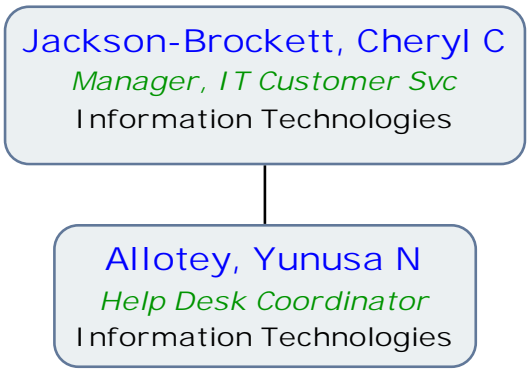 Jackson-Brockett, Cheryl C
Manager, IT Customer Svc
Information Technologies
Allotey, Yunusa N
Help Desk Coordinator
Information Technologies